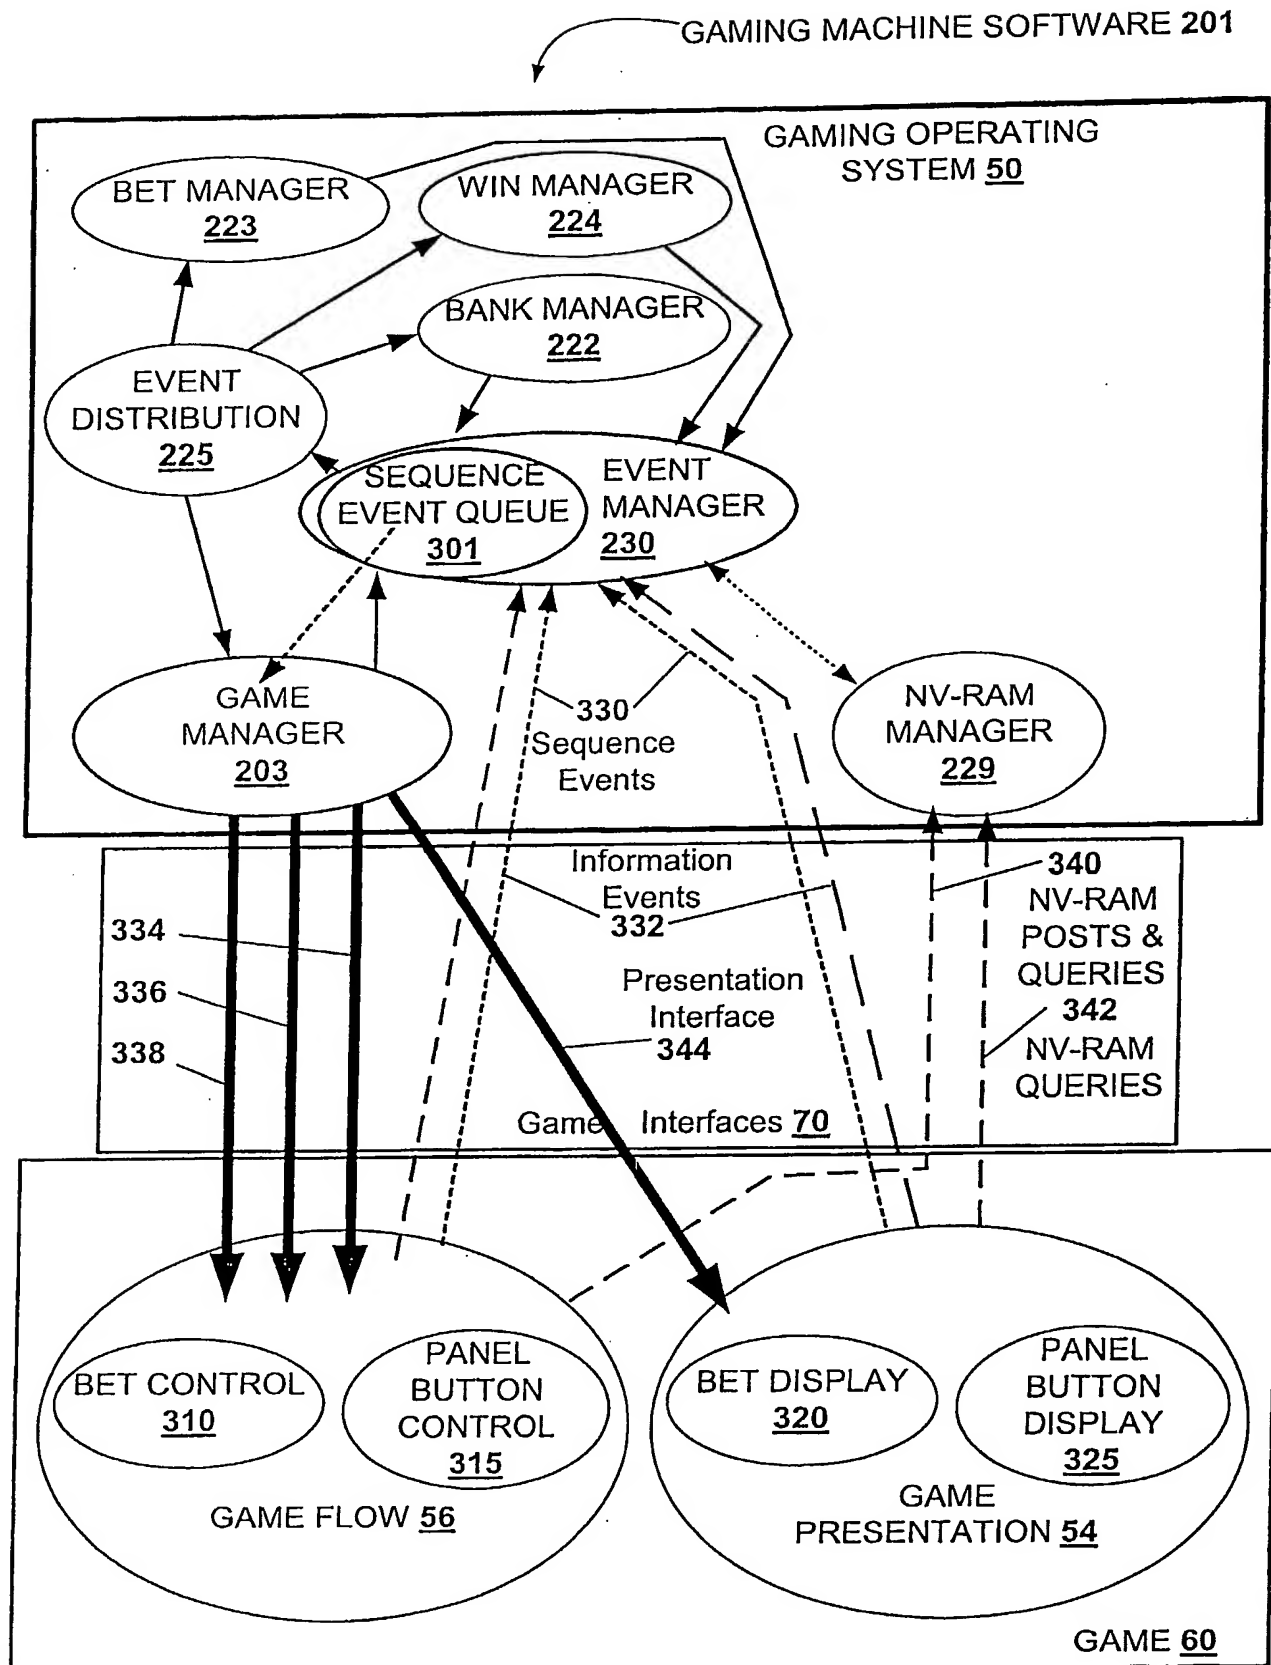 GAMING MACHINE SOFTWARE 201
GAMING OPERATING
SYSTEM 50
BET MANAGER
223
WIN MANAGER
224
BANK MANAGER
222
EVENT
DISTRIBUTION
225
SEQUENCE
EVENT QUEUE
301
EVENT
MANAGER
230
GAME
MANAGER
203
330
Sequence
Events
NV-RAM
MANAGER
229
Information
Events
332
334
336
338
Presentation
Interface
344
340
NV-RAM
POSTS &
QUERIES
342
NV-RAM
QUERIES
Game Interfaces 70
BET CONTROL
310
PANEL
BUTTON
CONTROL
315
GAME FLOW 56
BET DISPLAY
320
PANEL
BUTTON
DISPLAY
325
GAME
PRESENTATION 54
GAME 60